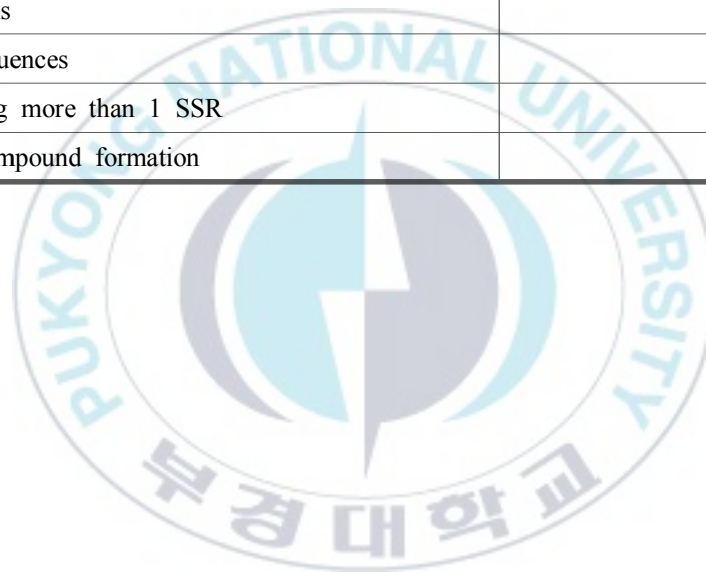 s
uences
g more than 1 SSR
mpound formation
PUKYONG NATIONAL UNIVERSITY
부경대학교